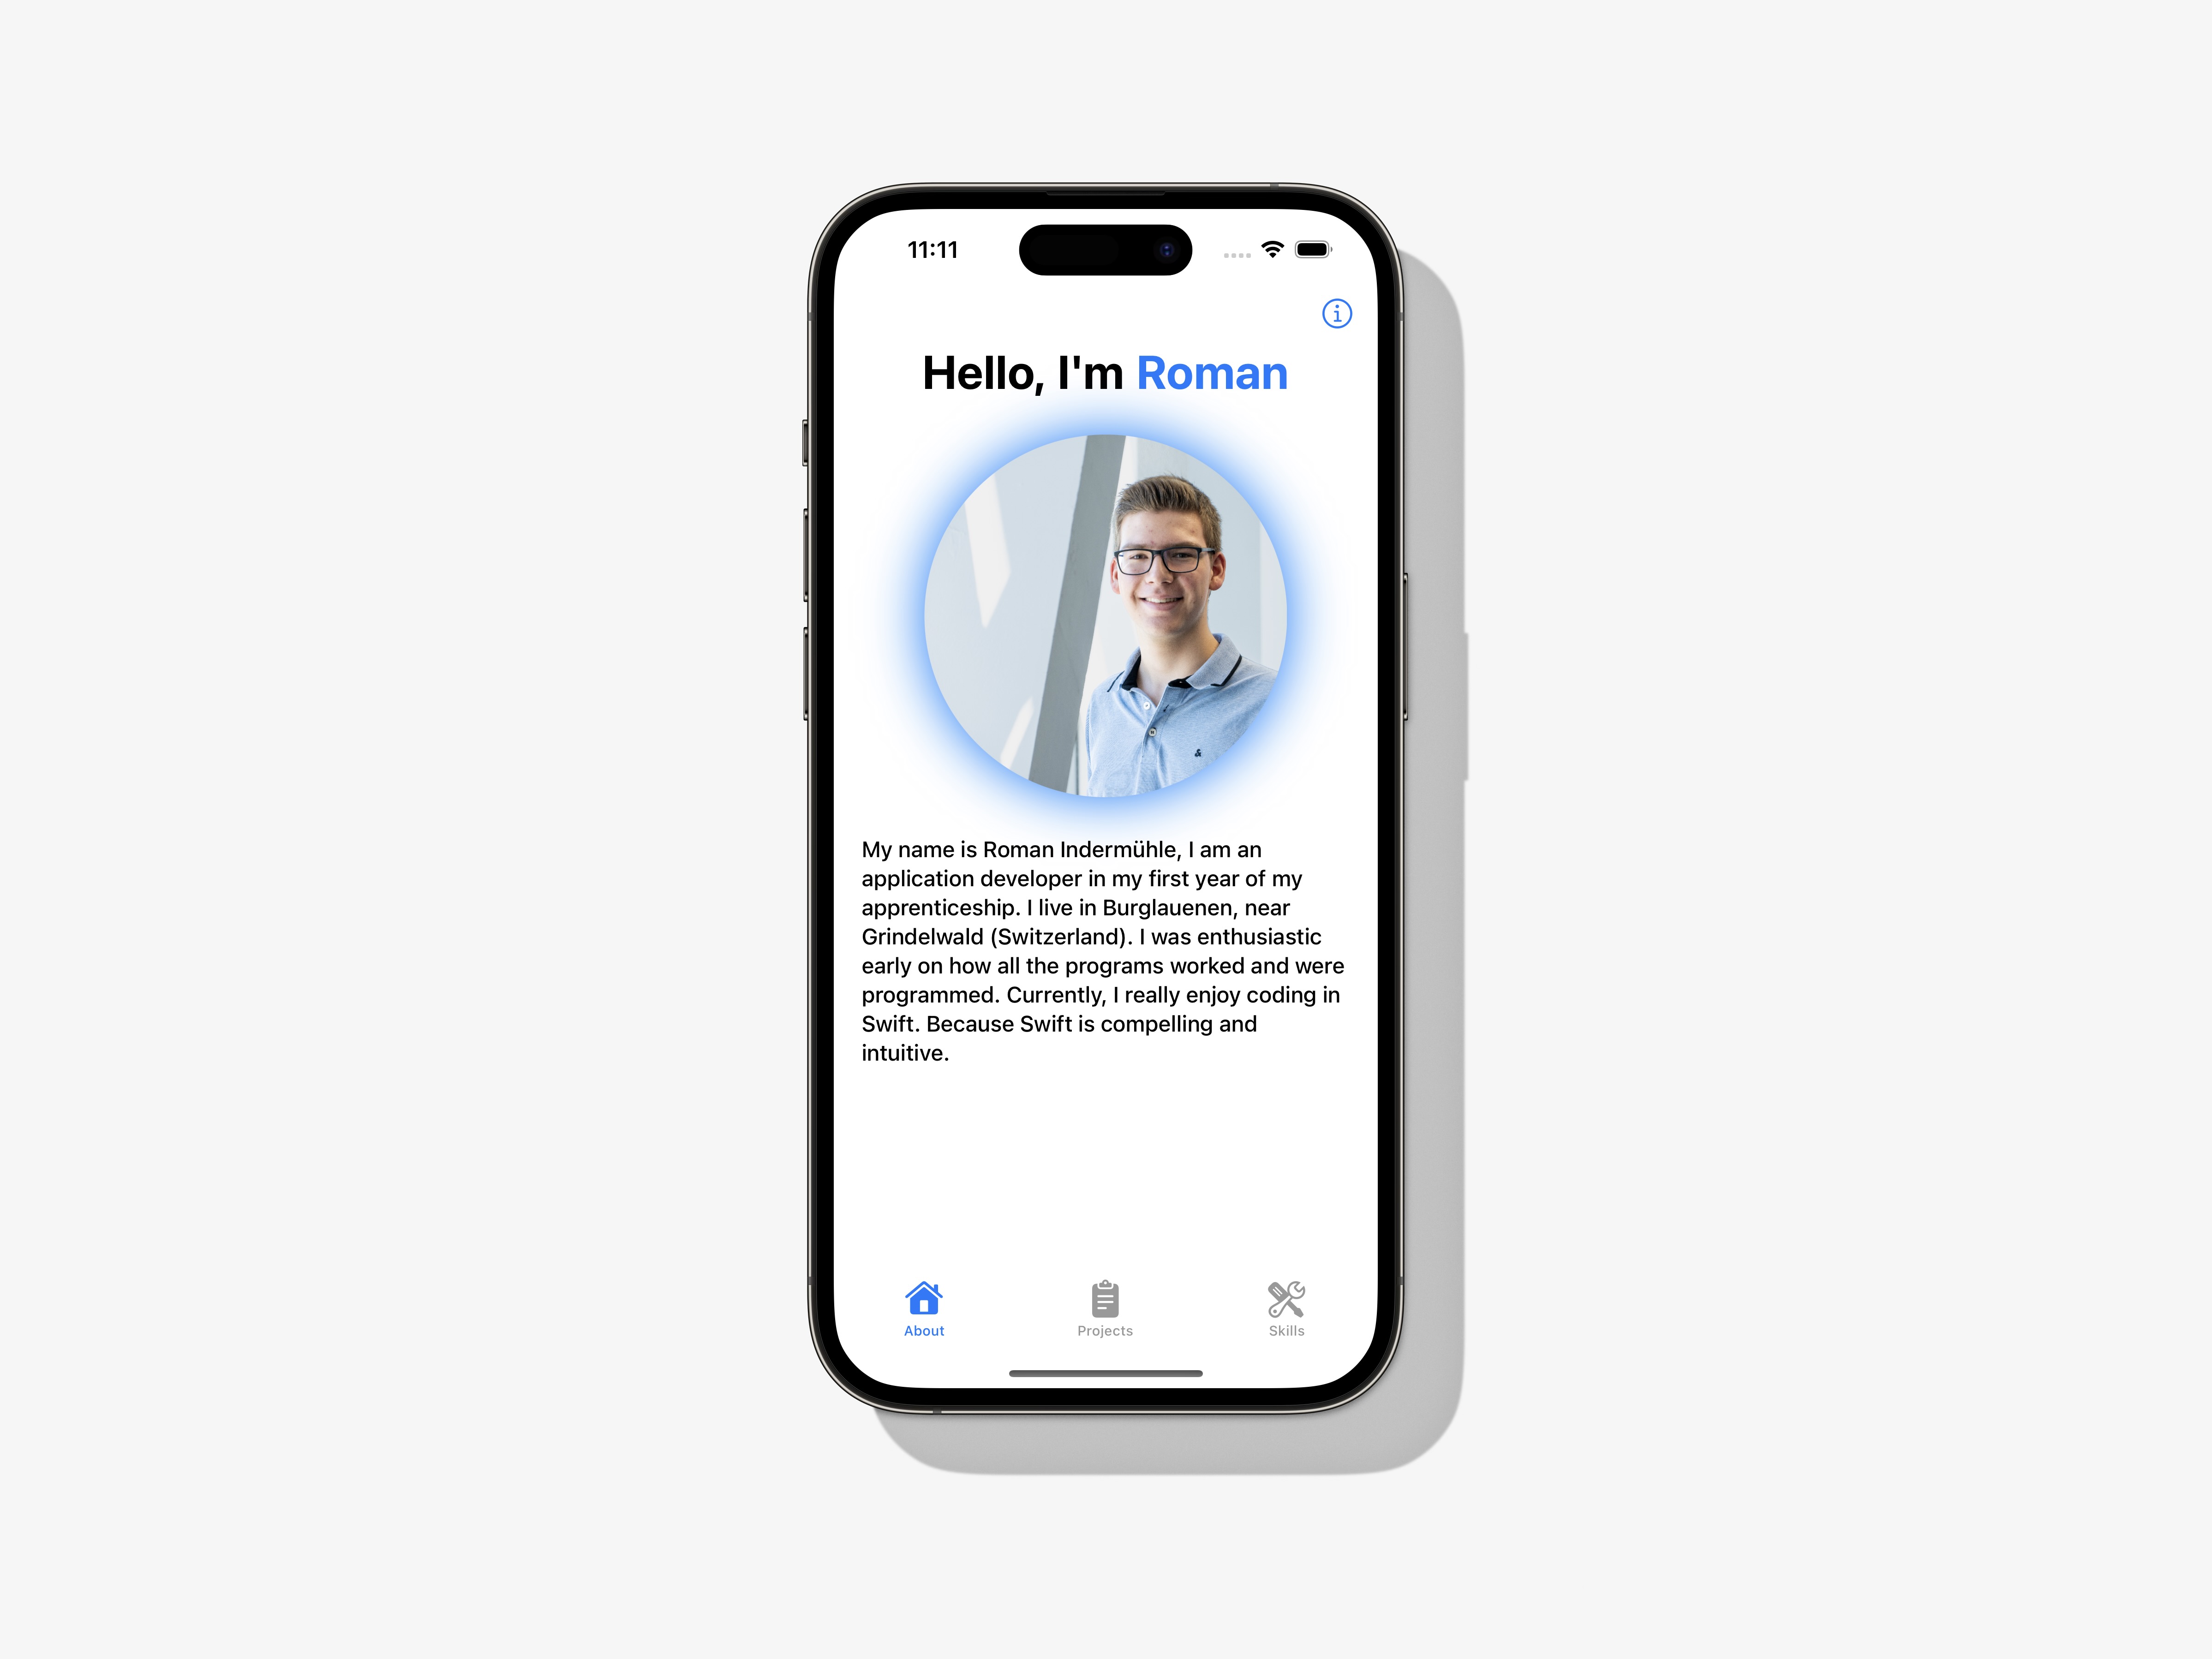 11:11
Hello, I'm Roman
&
My name is Roman Indermühle, I am an
application developer in my first year of my
apprenticeship. I live in Burglauenen, near
Grindelwald (Switzerland). I was enthusiastic
early on how all the programs worked and were
programmed. Currently, I really enjoy coding in
Swift. Because Swift is compelling and
intuitive.
About Projects Skills